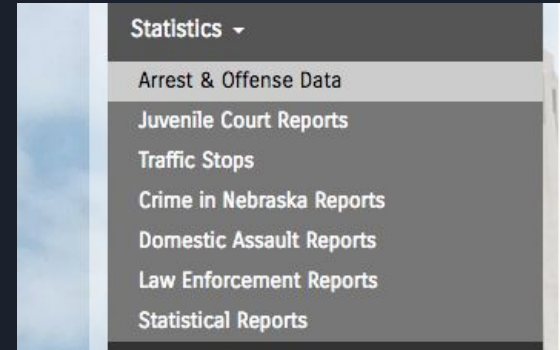 Statistics
Arrest & Offense Data
Juvenile Court Reports
Traffic Stops
Crime in Nebraska Reports
Domestic Assault Reports
Law Enforcement Reports
Statistical Reports